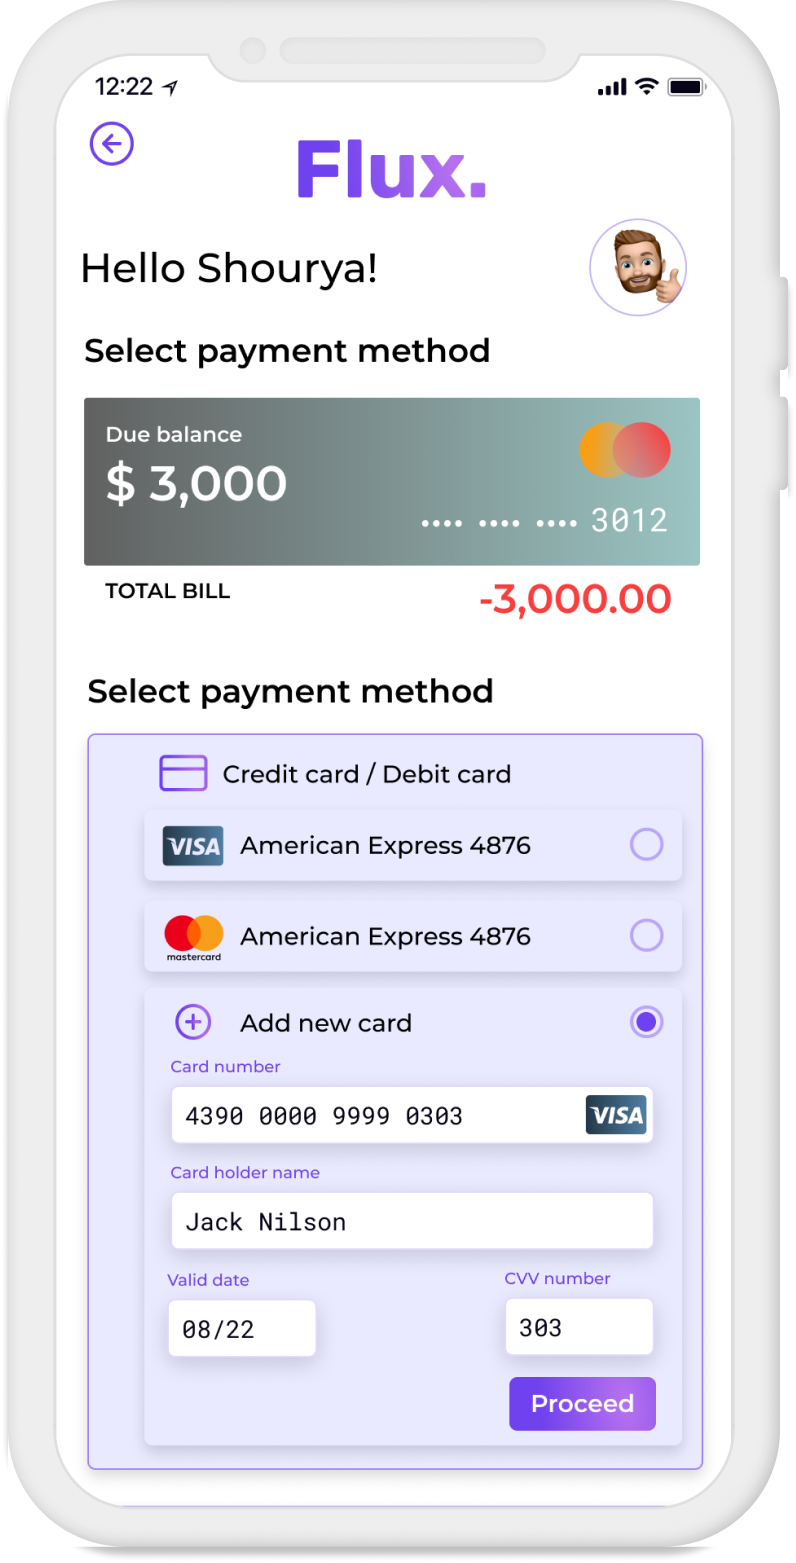 12:22
Flux.
Hello Shourya!
Select payment method
Due balance
$ 3,000
•••• •••• •••• 3012
TOTAL BILL -3,000.00
Select payment method
Credit card / Debit card
VISA American Express 4876
mastercard American Express 4876
Add new card
Card number
4390 0000 9999 0303 VISA
Card holder name
Jack Nilson
Valid date CVV number
08/22 303
Proceed